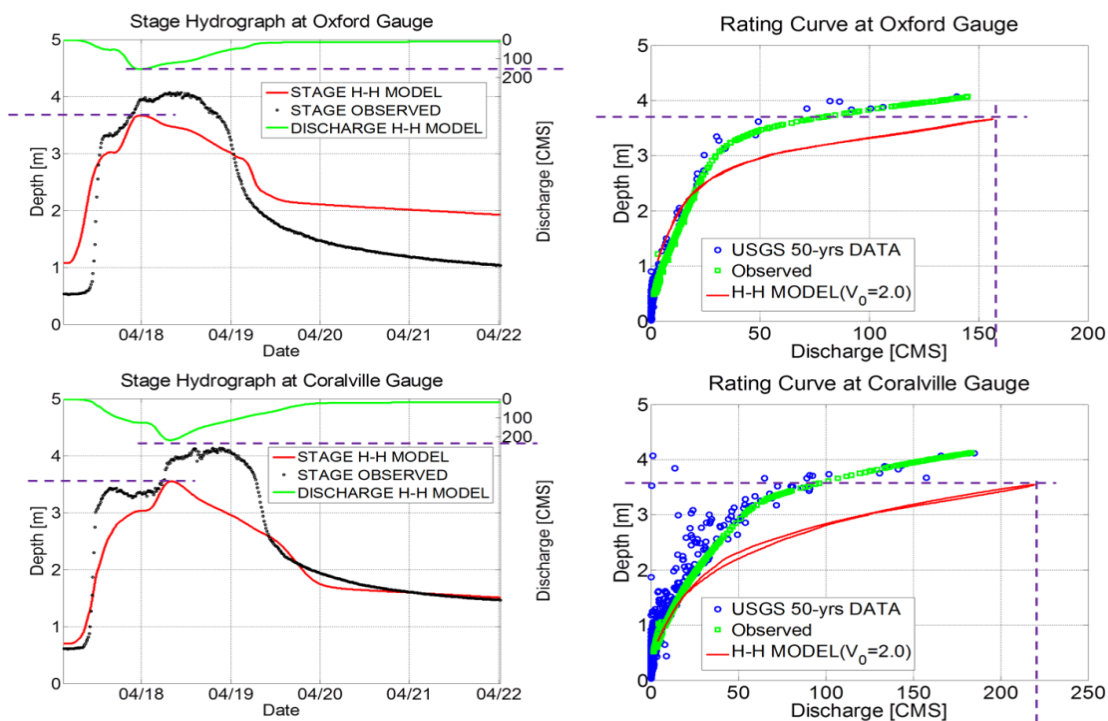 Stage Hydrograph at Oxford Gauge
5
4
3
2
1
0
Depth [m]
0
100
200
Discharge [CMS]
STAGE H-H MODEL
STAGE OBSERVED
DISCHARGE H-H MODEL
04/18 04/19 04/20 04/21 04/22
Date
Rating Curve at Oxford Gauge
5
4
3
2
1
0
Depth [m]
USGS 50-yrs DATA
Observed
H-H MODEL(V0=2.0)
0 50 100 150 200
Discharge [CMS]
Stage Hydrograph at Coralville Gauge
5
4
3
2
1
0
Depth [m]
0
100
200
Discharge [CMS]
STAGE H-H MODEL
STAGE OBSERVED
DISCHARGE H-H MODEL
04/18 04/19 04/20 04/21 04/22
Date
Rating Curve at Coralville Gauge
5
4
3
2
1
0
Depth [m]
USGS 50-yrs DATA
Observed
H-H MODEL(V0=2.0)
0 50 100 150 200 250
Discharge [CMS]